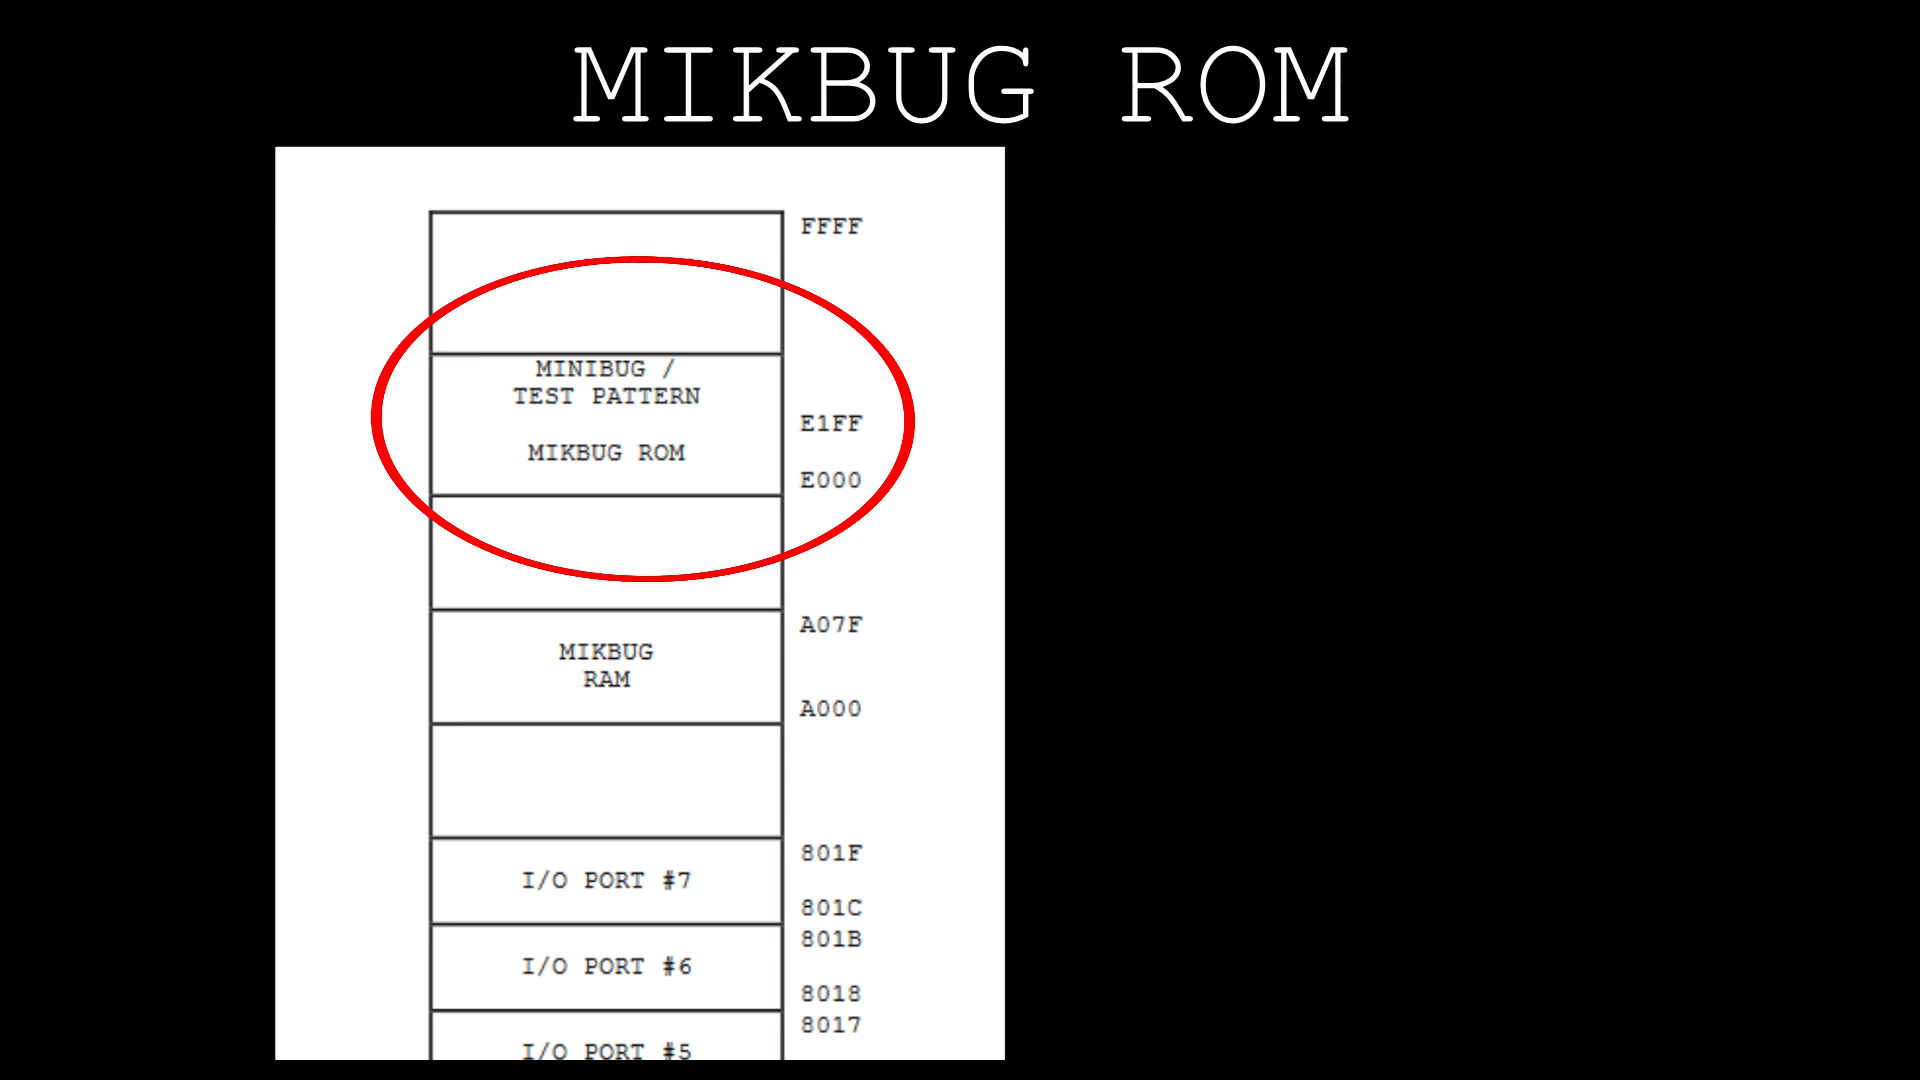 MIKBUG ROM
FFFF
MINIBUG /
TEST PATTERN
E1FF
MIKBUG ROM
E000
A07F
MIKBUG
RAM
A000
801F
I/O PORT #7
801C
801B
I/O PORT #6
8018
8017
I/O PORT #5